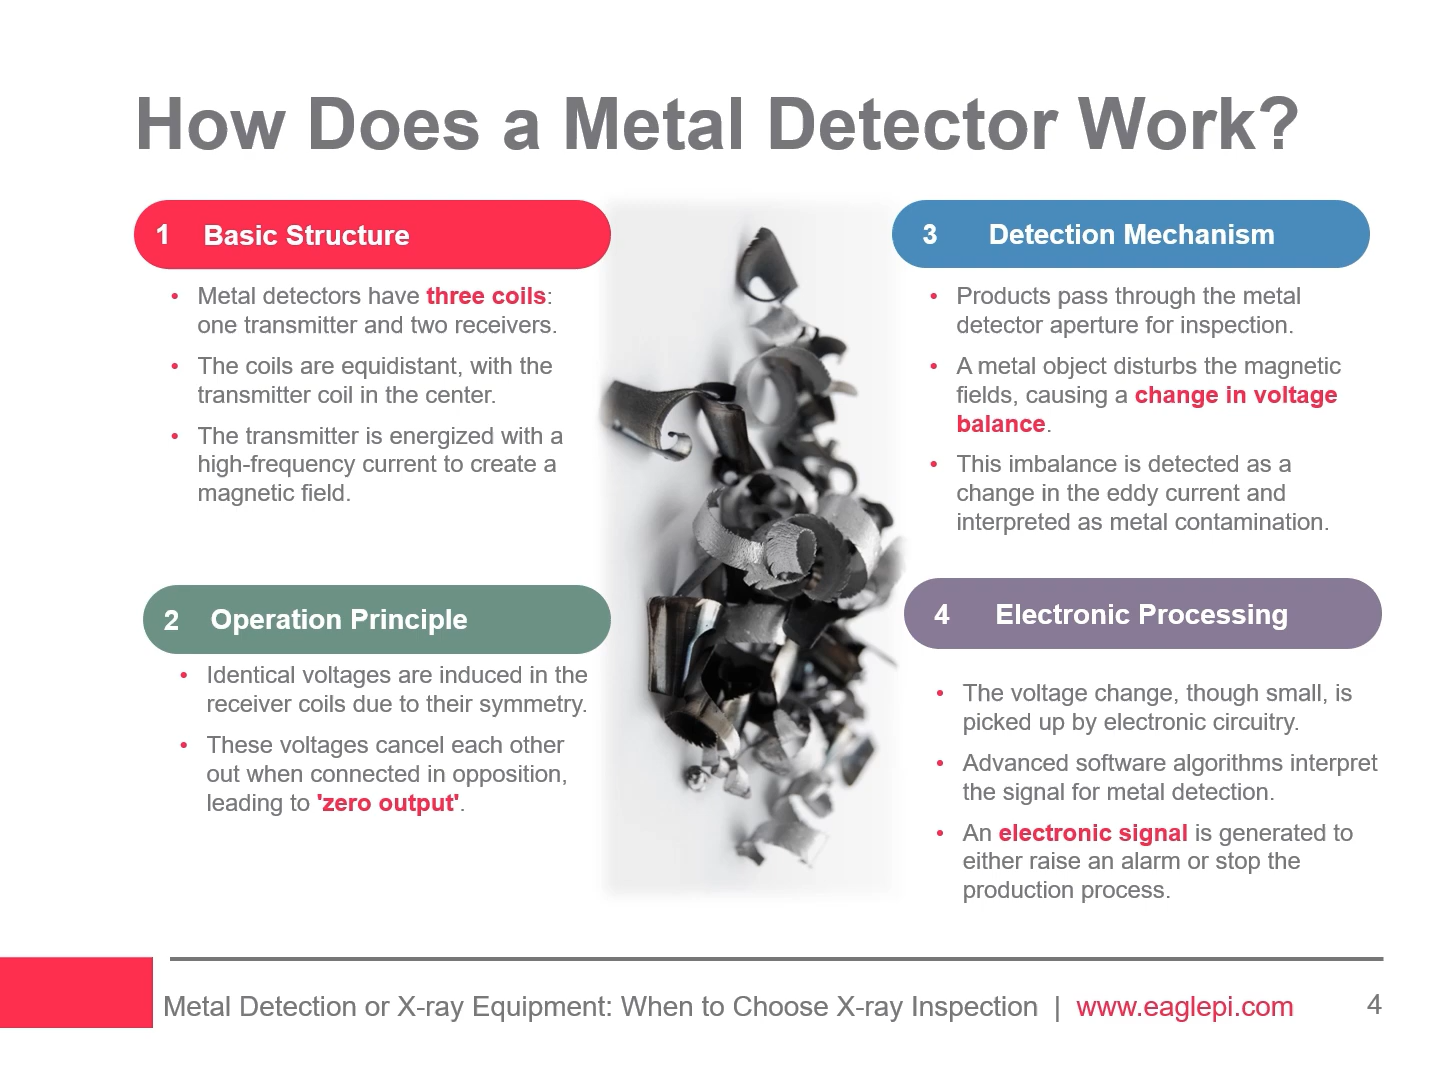 How Does a Metal Detector Work?
1 Basic Structure
• Metal detectors have three coils:
one transmitter and two receivers.
• The coils are equidistant, with the
transmitter coil in the center.
• The transmitter is energized with a
high-frequency current to create a
magnetic field.
2 Operation Principle
• Identical voltages are induced in the
receiver coils due to their symmetry.
• These voltages cancel each other
out when connected in opposition,
leading to 'zero output'.
3 Detection Mechanism
• Products pass through the metal
detector aperture for inspection.
• A metal object disturbs the magnetic
fields, causing a change in voltage
balance.
• This imbalance is detected as a
change in the eddy current and
interpreted as metal contamination.
4 Electronic Processing
• The voltage change, though small, is
picked up by electronic circuitry.
• Advanced software algorithms interpret
the signal for metal detection.
• An electronic signal is generated to
either raise an alarm or stop the
production process.
Metal Detection or X-ray Equipment: When to Choose X-ray Inspection | www.eaglepi.com 4